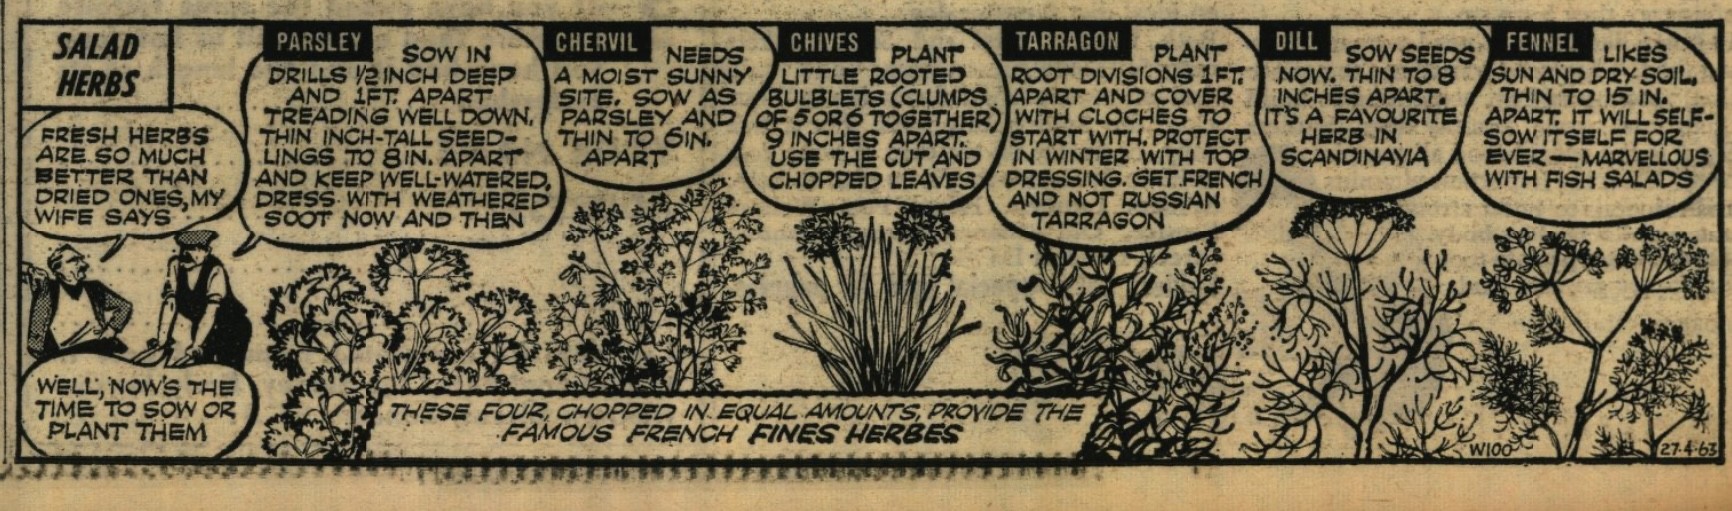 SALAD
HERBS
FRESH HERBS
ARE SO MUCH
BETTER THAN
DRIED ONES, MY
WIFE SAYS
WELL, NOW'S THE
TIME TO SOW OR
PLANT THEM
PARSLEY SOW IN
DRILLS ½ INCH DEEP
AND 1FT. APART
TREADING WELL DOWN.
THIN INCH-TALL SEED-
LINGS TO 8IN. APART
AND KEEP WELL-WATERED.
DRESS WITH WEATHERED
SOOT NOW AND THEN
CHERVIL NEEDS
A MOIST SUNNY
SITE. SOW AS
PARSLEY AND
THIN TO 6IN.
APART
CHIVES PLANT
LITTLE ROOTED
BULBLETS (CLUMPS
OF 5 OR 6 TOGETHER)
9 INCHES APART.
USE THE CUT AND
CHOPPED LEAVES
TARRAGON PLANT
ROOT DIVISIONS 1FT.
APART AND COVER
WITH CLOCHES TO
START WITH. PROTECT
IN WINTER WITH TOP
DRESSING. GET FRENCH
AND NOT RUSSIAN
TARRAGON
THESE FOUR, CHOPPED IN EQUAL AMOUNTS, PROVIDE THE
FAMOUS FRENCH FINES HERBES
DILL SOW SEEDS
NOW. THIN TO 8
INCHES APART.
IT'S A FAVOURITE
HERB IN
SCANDINAVIA
FENNEL LIKES
SUN AND DRY SOIL.
THIN TO 15 IN.
APART. IT WILL SELF-
SOW ITSELF FOR
EVER — MARVELLOUS
WITH FISH SALADS
W100
27·4·63